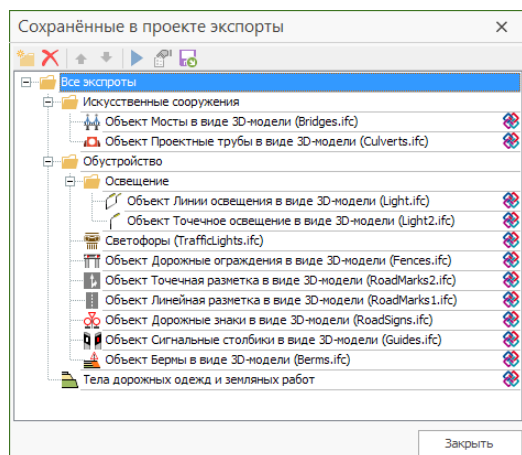 Сохранённые в проекте экспорты
Все экспроты
Искусственные сооружения
Объект Мосты в виде 3D-модели (Bridges.ifc)
Объект Проектные трубы в виде 3D-модели (Culverts.ifc)
Обустройство
Освещение
Объект Линии освещения в виде 3D-модели (Light.ifc)
Объект Точечное освещение в виде 3D-модели (Light2.ifc)
Светофоры (TrafficLights.ifc)
Объект Дорожные ограждения в виде 3D-модели (Fences.ifc)
Объект Точечная разметка в виде 3D-модели (RoadMarks2.ifc)
Объект Линейная разметка в виде 3D-модели (RoadMarks1.ifc)
Объект Дорожные знаки в виде 3D-модели (RoadSigns.ifc)
Объект Сигнальные столбики в виде 3D-модели (Guides.ifc)
Объект Бермы в виде 3D-модели (Berms.ifc)
Тела дорожных одежд и земляных работ
Закрыть